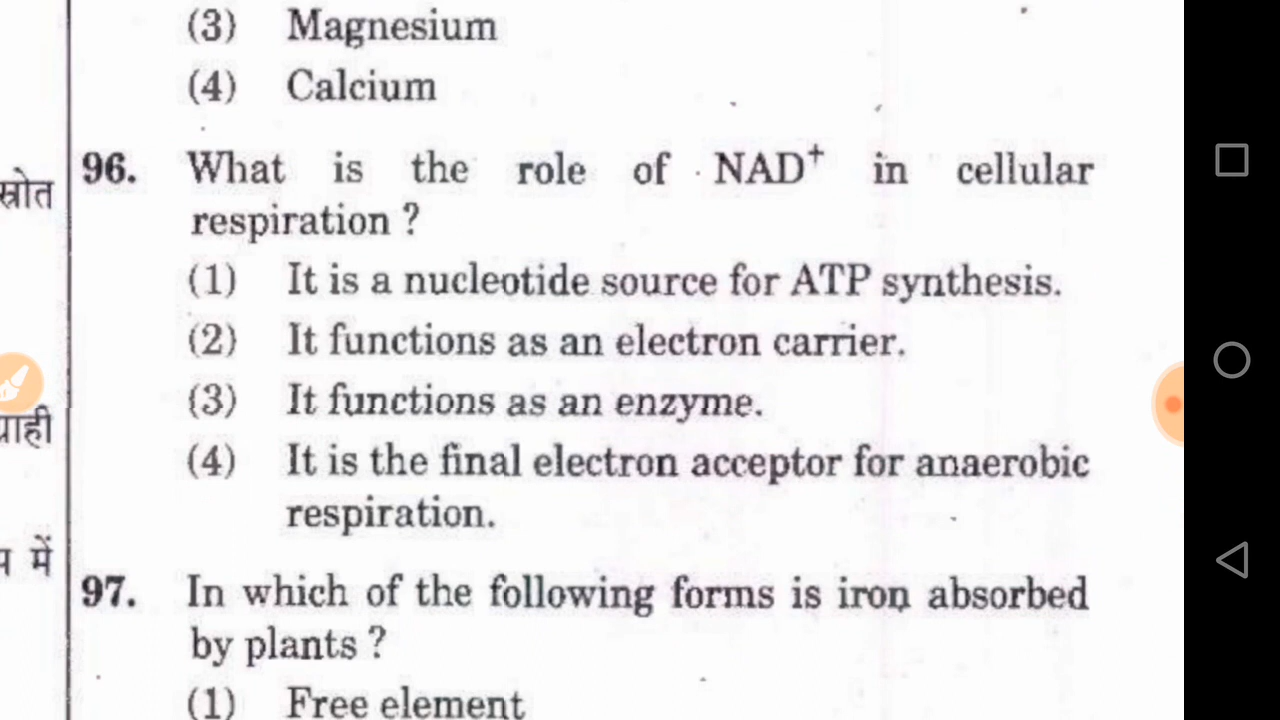 (3) Magnesium
(4) Calcium
स्रोत
96. What is the role of NAD⁺ in cellular
respiration ?
(1) It is a nucleotide source for ATP synthesis.
(2) It functions as an electron carrier.
(3) It functions as an enzyme.
(4) It is the final electron acceptor for anaerobic
respiration.
में
97. In which of the following forms is iron absorbed
by plants ?
(1) Free element